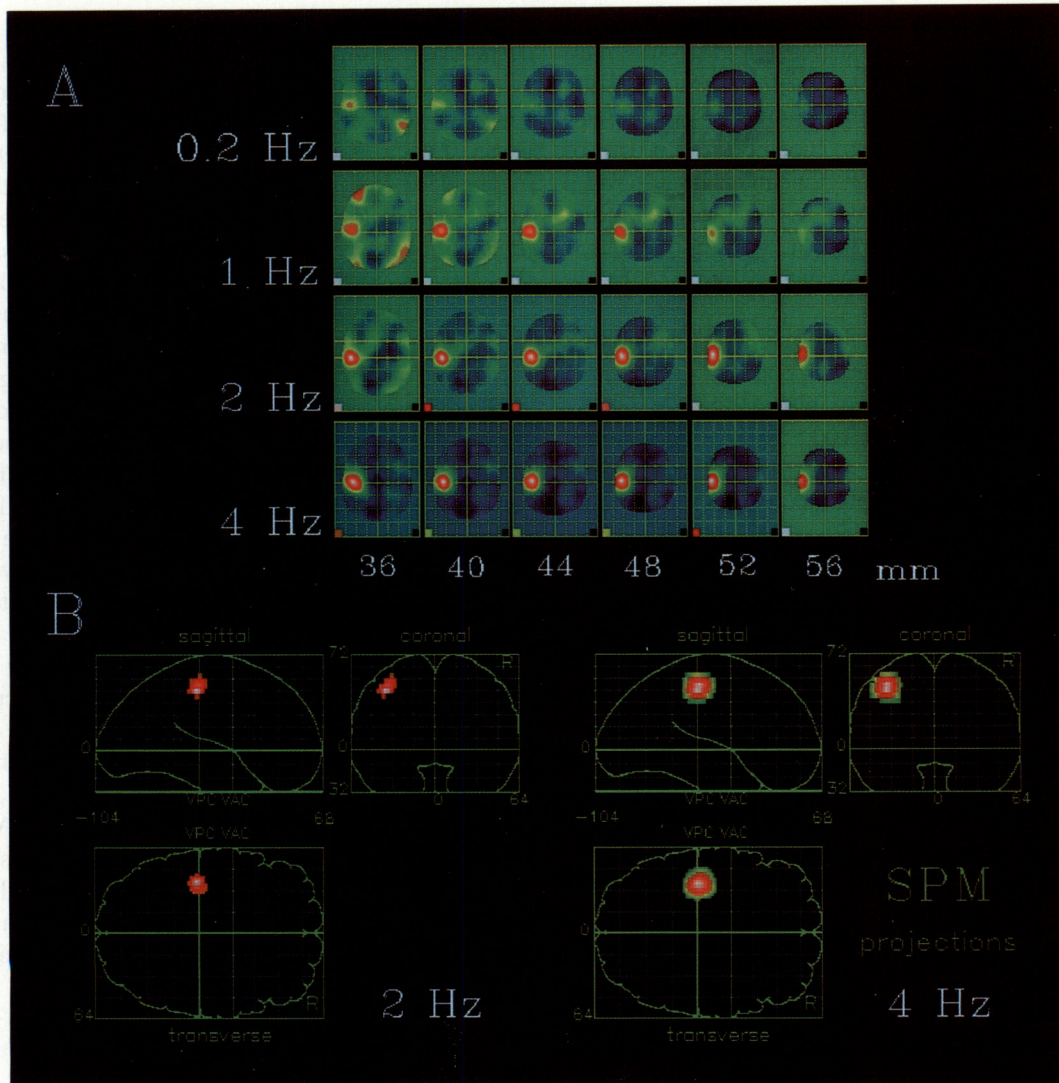 A
0.2 Hz
1 Hz
2 Hz
4 Hz
36 40 44 48 52 56 mm
B
sagittal coronal sagittal coronal
72 R 72 R
0 0 0 0
32 32
VPC VAC 0 64 VPC VAC 0 64
-104 68 -104 68
VPC VAC VPC VAC
SPM
0 0
projections
R R
2 Hz 4 Hz
64 64
transverse transverse